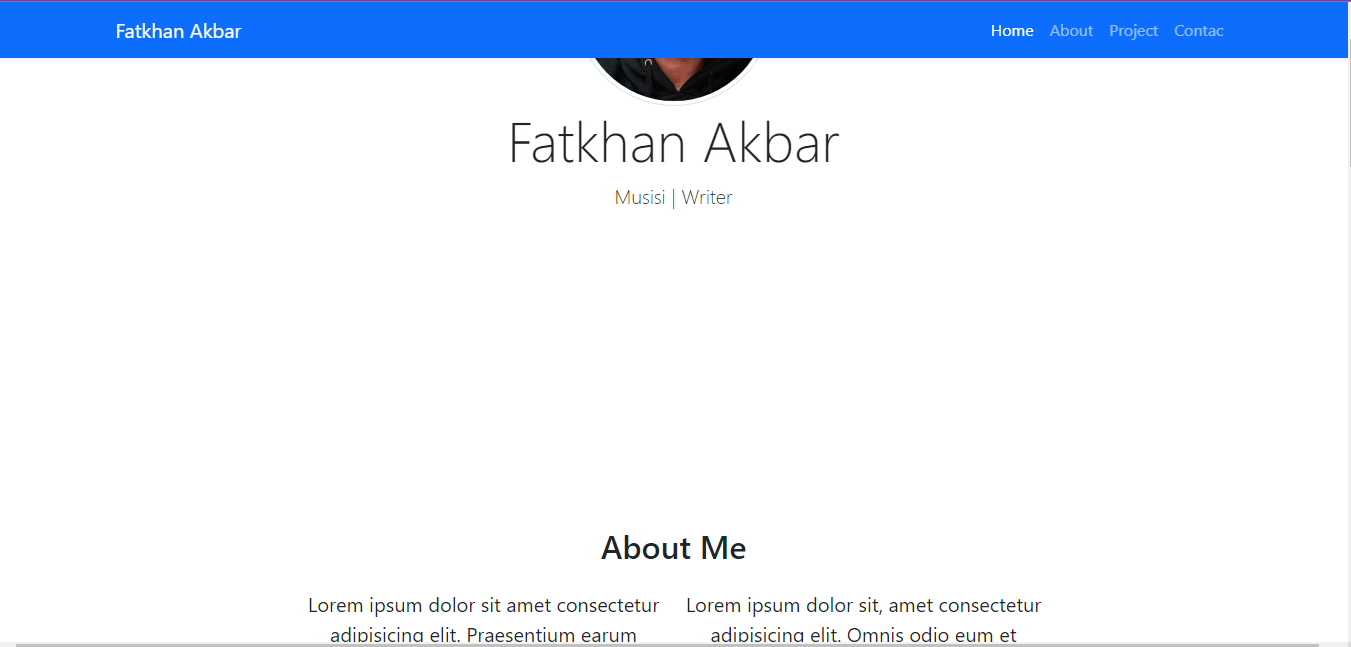 Fatkhan Akbar
Home About Project Contac
Fatkhan Akbar
Musisi | Writer
About Me
Lorem ipsum dolor sit amet consectetur
adipisicing elit. Praesentium earum
Lorem ipsum dolor sit, amet consectetur
adipisicing elit. Omnis odio eum et